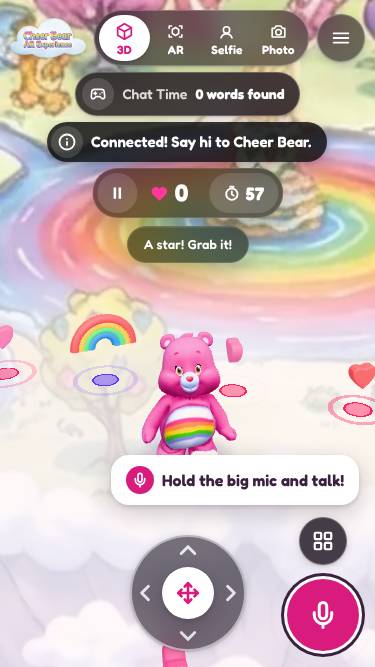 Cheer Bear
AR Experience
3D
AR
Selfie
Photo
Chat Time 0 words found
Connected! Say hi to Cheer Bear.
0
57
A star! Grab it!
Hold the big mic and talk!